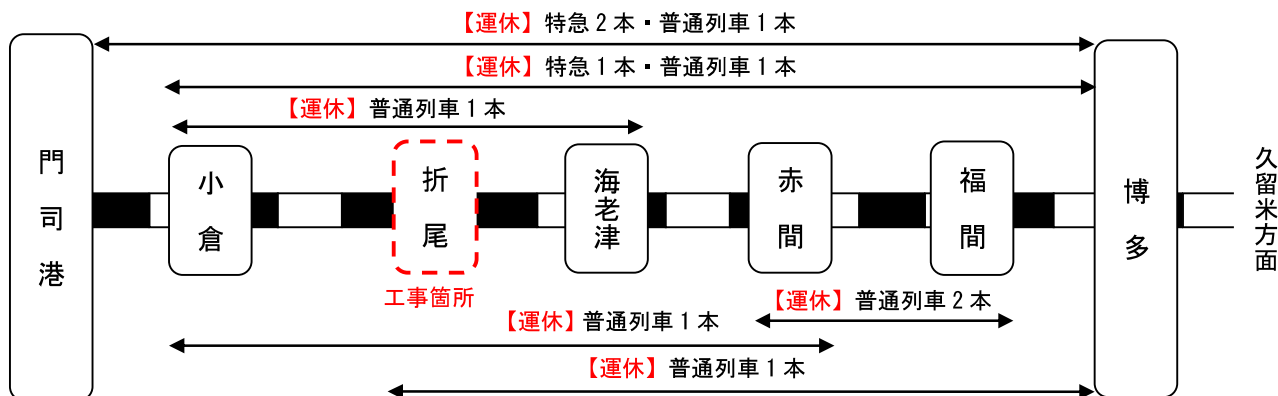 【運休】特急2本・普通列車1本
【運休】特急1本・普通列車1本
【運休】普通列車1本
門司港
小倉
折尾
海老津
赤間
福間
博多
久留米方面
工事箇所
【運休】普通列車2本
【運休】普通列車1本
【運休】普通列車1本